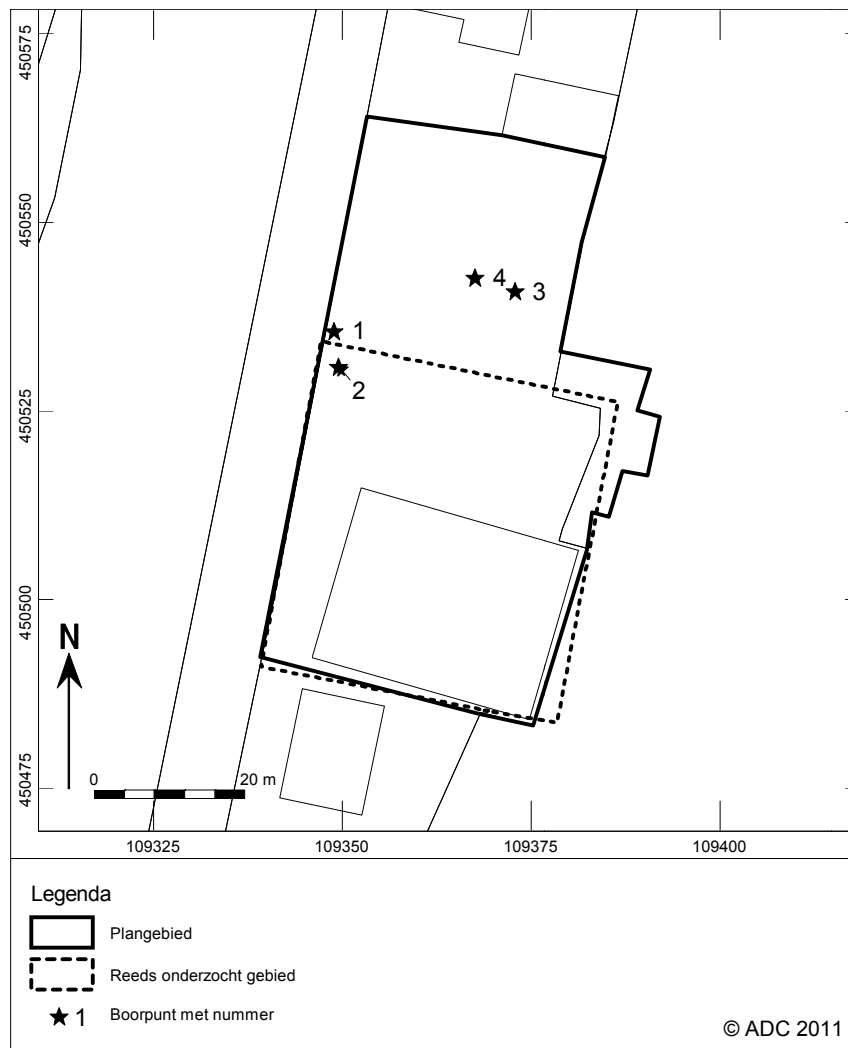 450575
450550
4
3
1
2
450525
450500
N
450475
0
20 m
109325
109350
109375
109400
Legenda
Plangebied
Reeds onderzocht gebied
1
Boorpunt met nummer
© ADC 2011